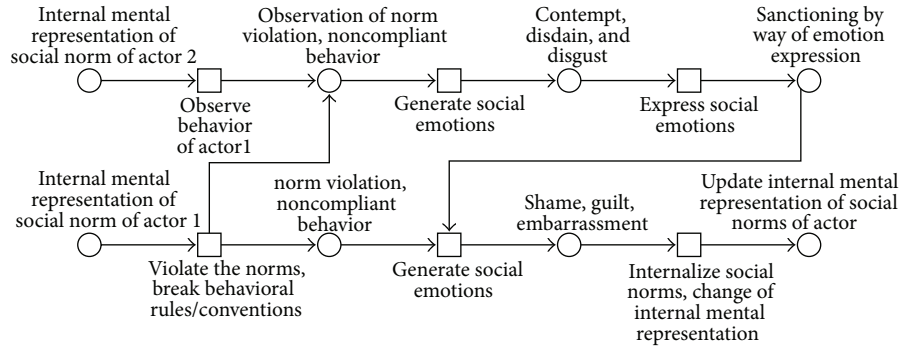 Internal mental
representation of
social norm of actor 2
Observation of norm
violation, noncompliant
behavior
Contempt,
disdain, and
disgust
Sanctioning by
way of emotion
expression
Observe
behavior
of actor1
Generate social
emotions
Express social
emotions
Internal mental
representation of
social norm of actor 1
norm violation,
noncompliant
behavior
Shame, guilt,
embarrassment
Update internal mental
representation of social
norms of actor
Violate the norms,
break behavioral
rules/conventions
Generate social
emotions
Internalize social
norms, change of
internal mental
representation